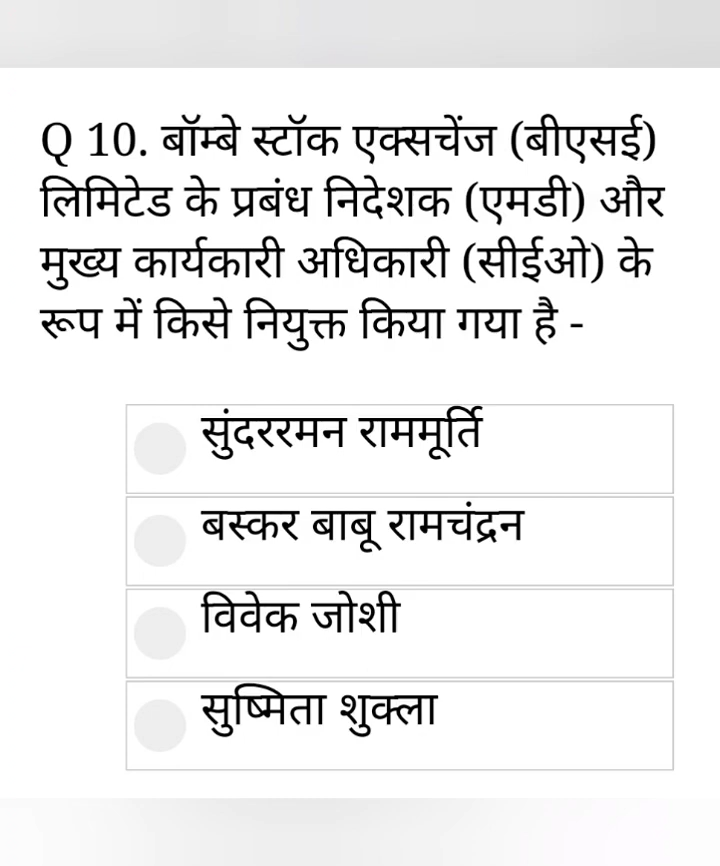 Q 10. बॉम्बे स्टॉक एक्सचेंज (बीएसई)
लिमिटेड के प्रबंध निदेशक (एमडी) और
मुख्य कार्यकारी अधिकारी (सीईओ) के
रूप में किसे नियुक्त किया गया है -
सुंदररमन राममूर्ति
बस्कर बाबू रामचंद्रन
विवेक जोशी
सुष्मिता शुक्ला